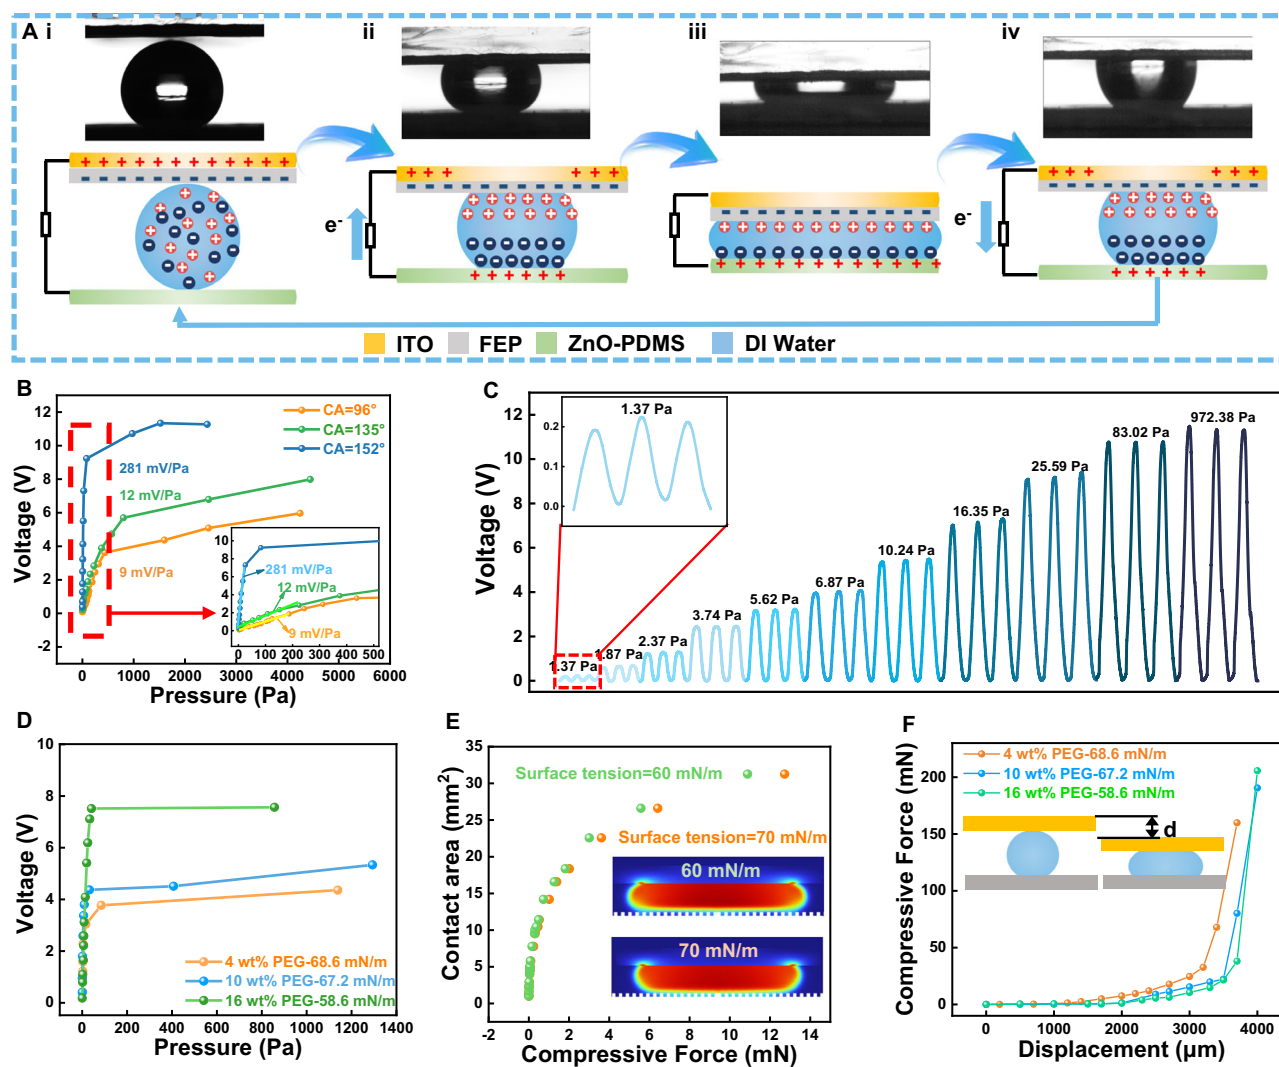 A i
ii
iii
iv
+ + + + + + + + + + +
e-
e-
ITO
FEP
ZnO-PDMS
DI Water
B
Voltage (V)
12
10
8
6
4
2
0
-2
CA=96°
CA=135°
CA=152°
281 mV/Pa
12 mV/Pa
9 mV/Pa
10
8
6
4
2
0
281 mV/Pa
12 mV/Pa
9 mV/Pa
0 100 200 300 400 500
0 1000 2000 3000 4000 5000 6000
Pressure (Pa)
C
Voltage (V)
12
10
8
6
4
2
0
1.37 Pa
0.2
0.1
0.0
1.37 Pa
1.87 Pa
2.37 Pa
3.74 Pa
5.62 Pa
6.87 Pa
10.24 Pa
16.35 Pa
25.59 Pa
83.02 Pa
972.38 Pa
D
Voltage (V)
10
8
6
4
2
0
4 wt% PEG-68.6 mN/m
10 wt% PEG-67.2 mN/m
16 wt% PEG-58.6 mN/m
0 200 400 600 800 1000 1200 1400
Pressure (Pa)
E
Contact area (mm²)
35
30
25
20
15
10
5
0
Surface tension=60 mN/m
Surface tension=70 mN/m
60 mN/m
70 mN/m
-2 0 2 4 6 8 10 12 14
Compressive Force (mN)
F
Compressive Force (mN)
200
150
100
50
0
4 wt% PEG-68.6 mN/m
10 wt% PEG-67.2 mN/m
16 wt% PEG-58.6 mN/m
d
0 1000 2000 3000 4000
Displacement (μm)